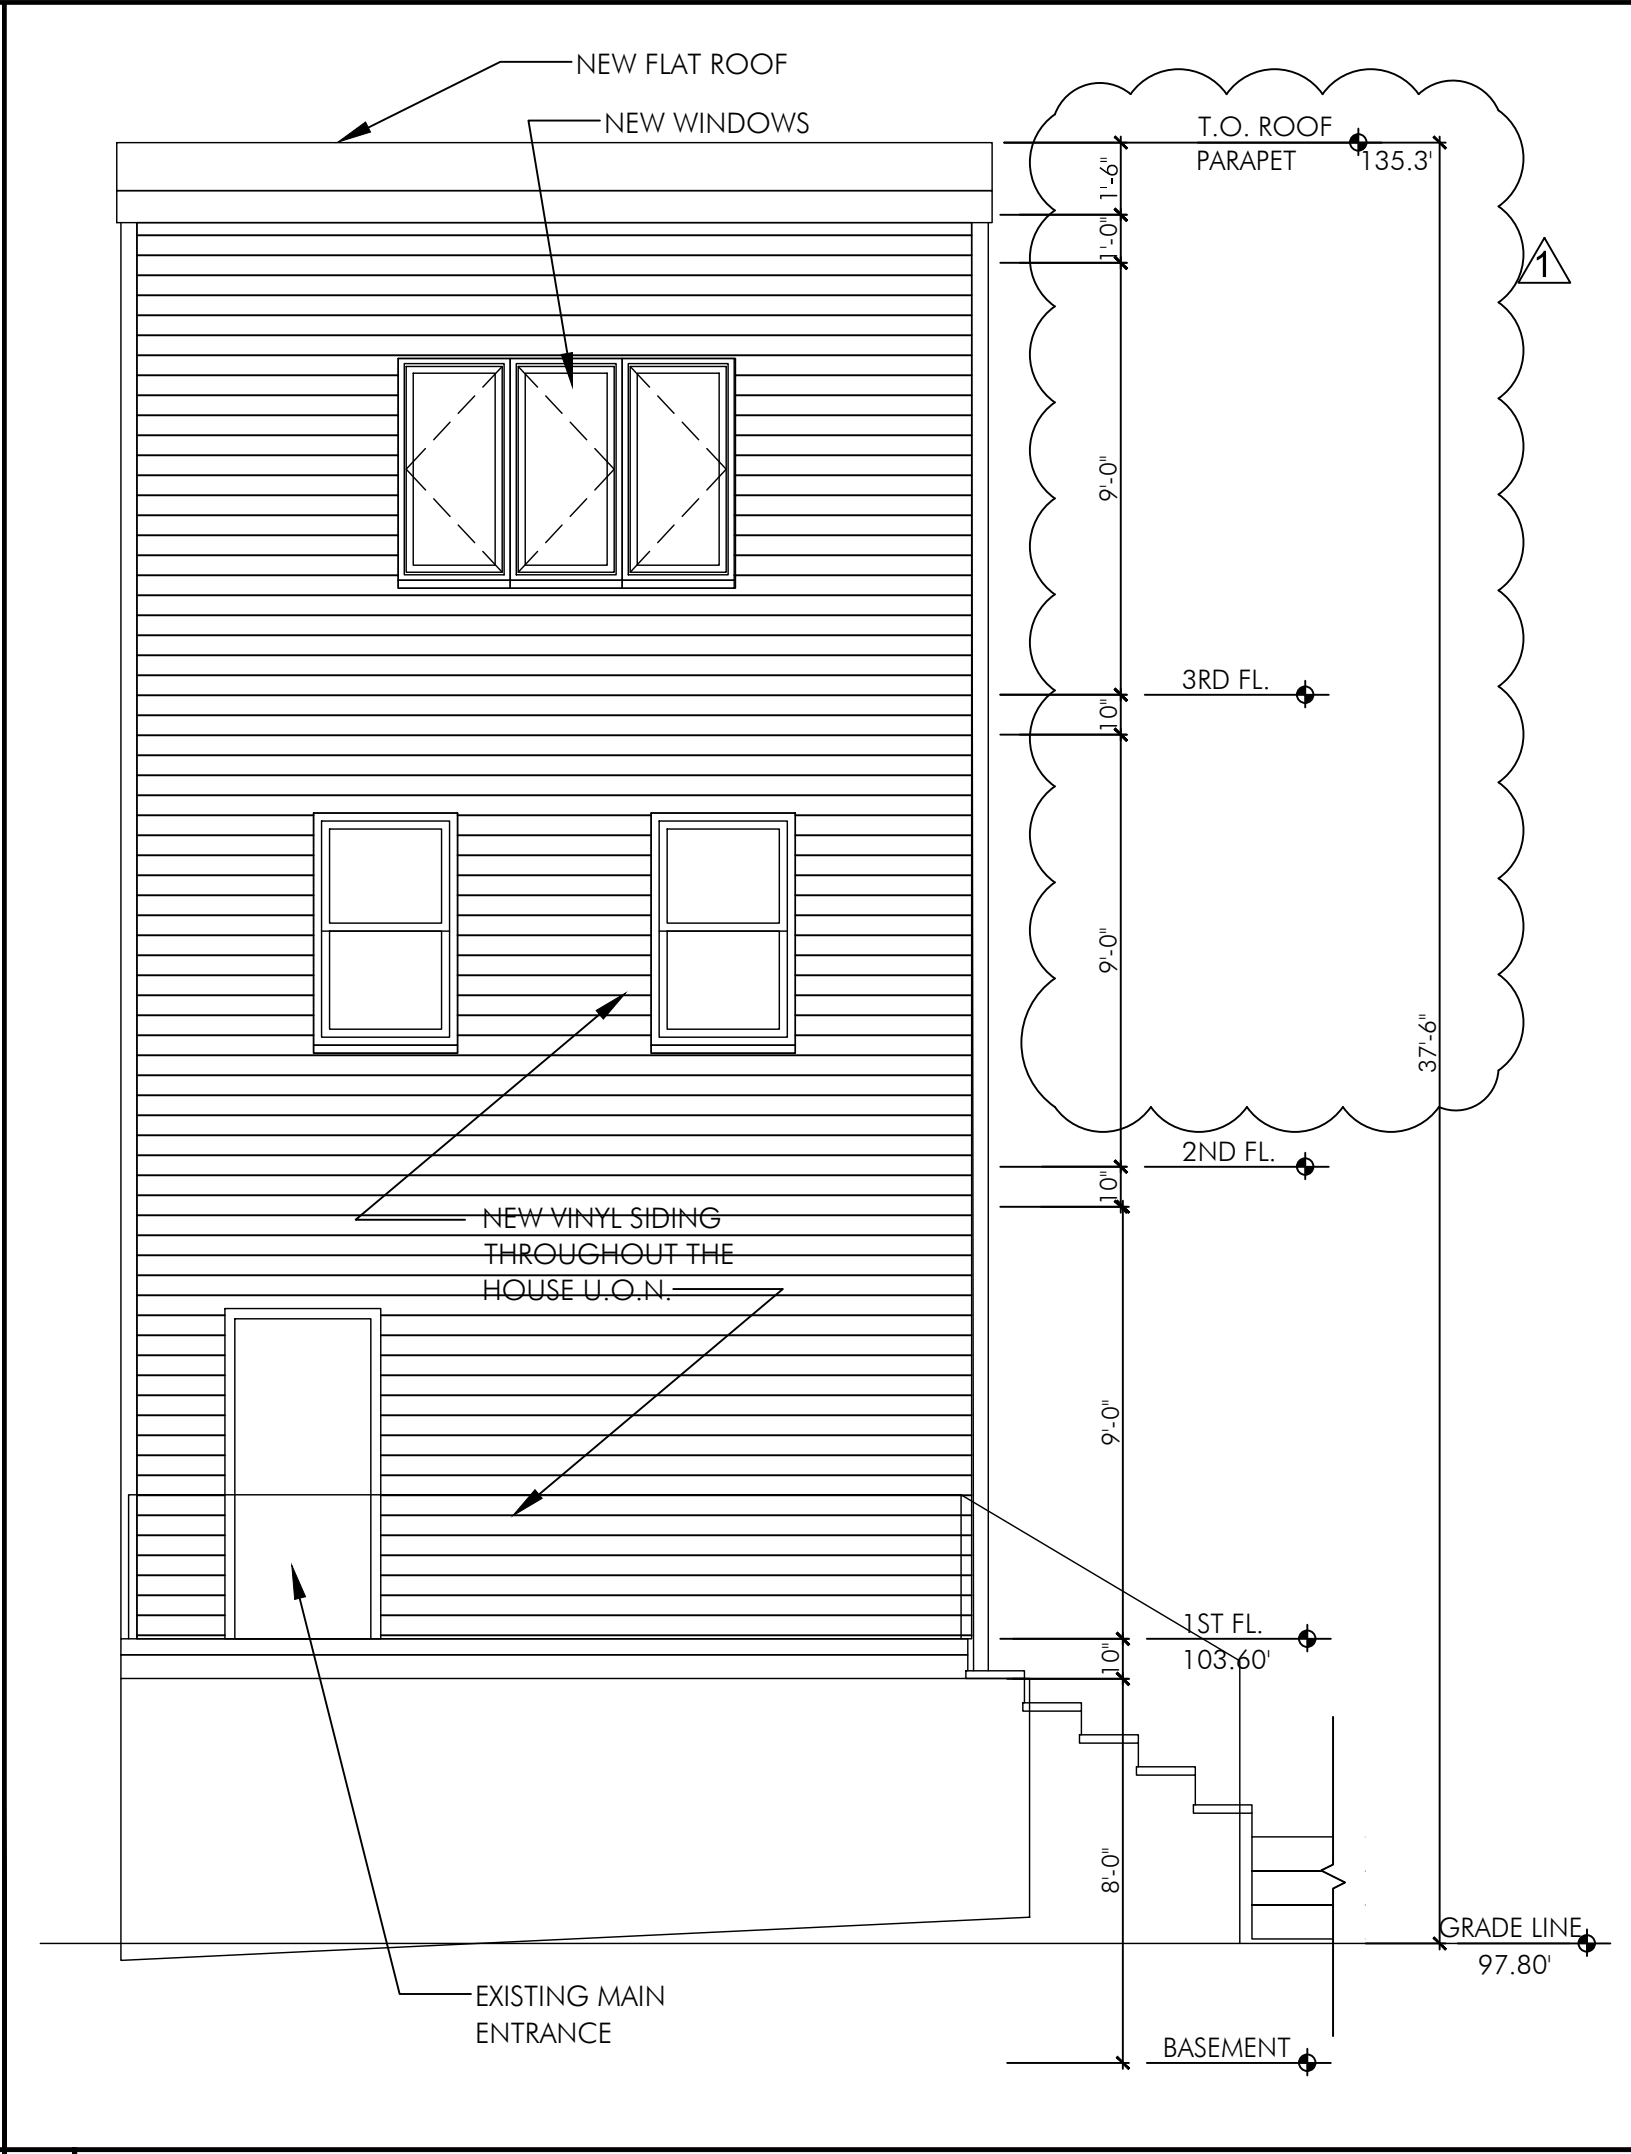 NEW FLAT ROOF
NEW WINDOWS
T.O. ROOF
PARAPET
135.3'
1'-6"
1'-0"
1
9'-0"
3RD FL.
10"
9'-0"
37'-6"
2ND FL.
10"
NEW VINYL SIDING
THROUGHOUT THE
HOUSE U.O.N.
9'-0"
1ST FL.
103.60'
10"
8'-0"
GRADE LINE
97.80'
EXISTING MAIN
ENTRANCE
BASEMENT